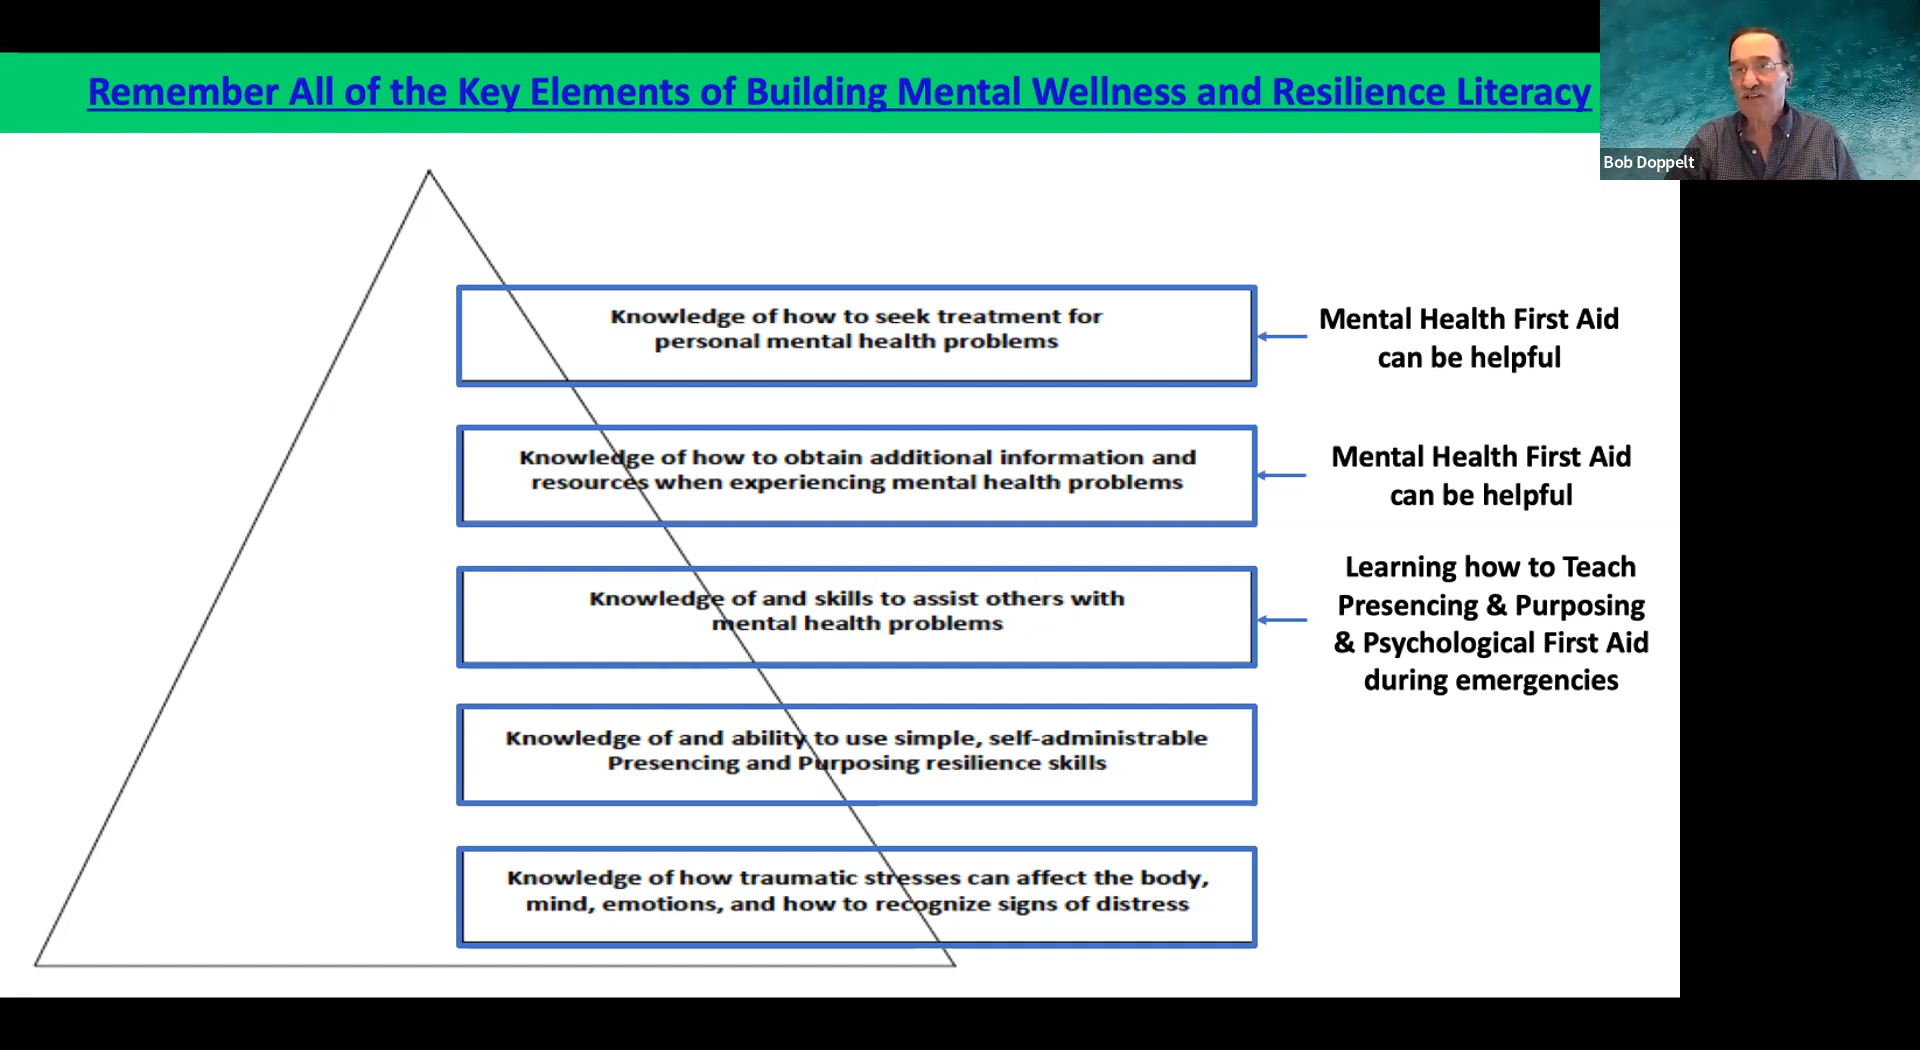 Remember All of the Key Elements of Building Mental Wellness and Resilience Literacy
Bob Doppelt
Knowledge of how to seek treatment for
personal mental health problems
Mental Health First Aid
can be helpful
Knowledge of how to obtain additional information and
resources when experiencing mental health problems
Mental Health First Aid
can be helpful
Knowledge of and skills to assist others with
mental health problems
Learning how to Teach
Presencing & Purposing
& Psychological First Aid
during emergencies
Knowledge of and ability to use simple, self-administrable
Presencing and Purposing resilience skills
Knowledge of how traumatic stresses can affect the body,
mind, emotions, and how to recognize signs of distress